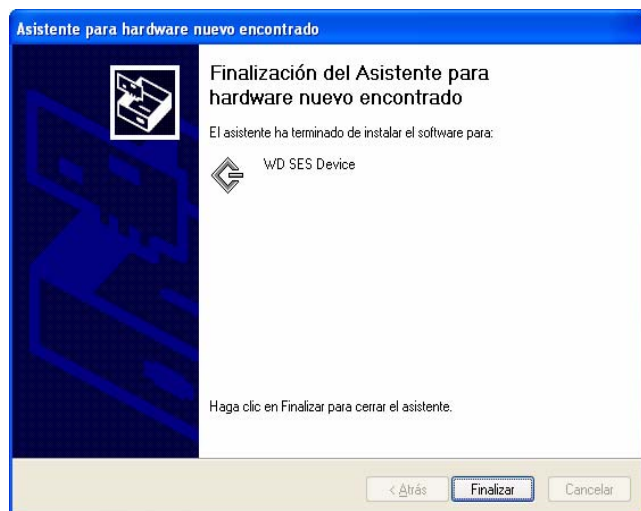 Asistente para hardware nuevo encontrado
Finalización del Asistente para
hardware nuevo encontrado
El asistente ha terminado de instalar el software para:
WD SES Device
Haga clic en Finalizar para cerrar el asistente.
< Atrás
Finalizar
Cancelar